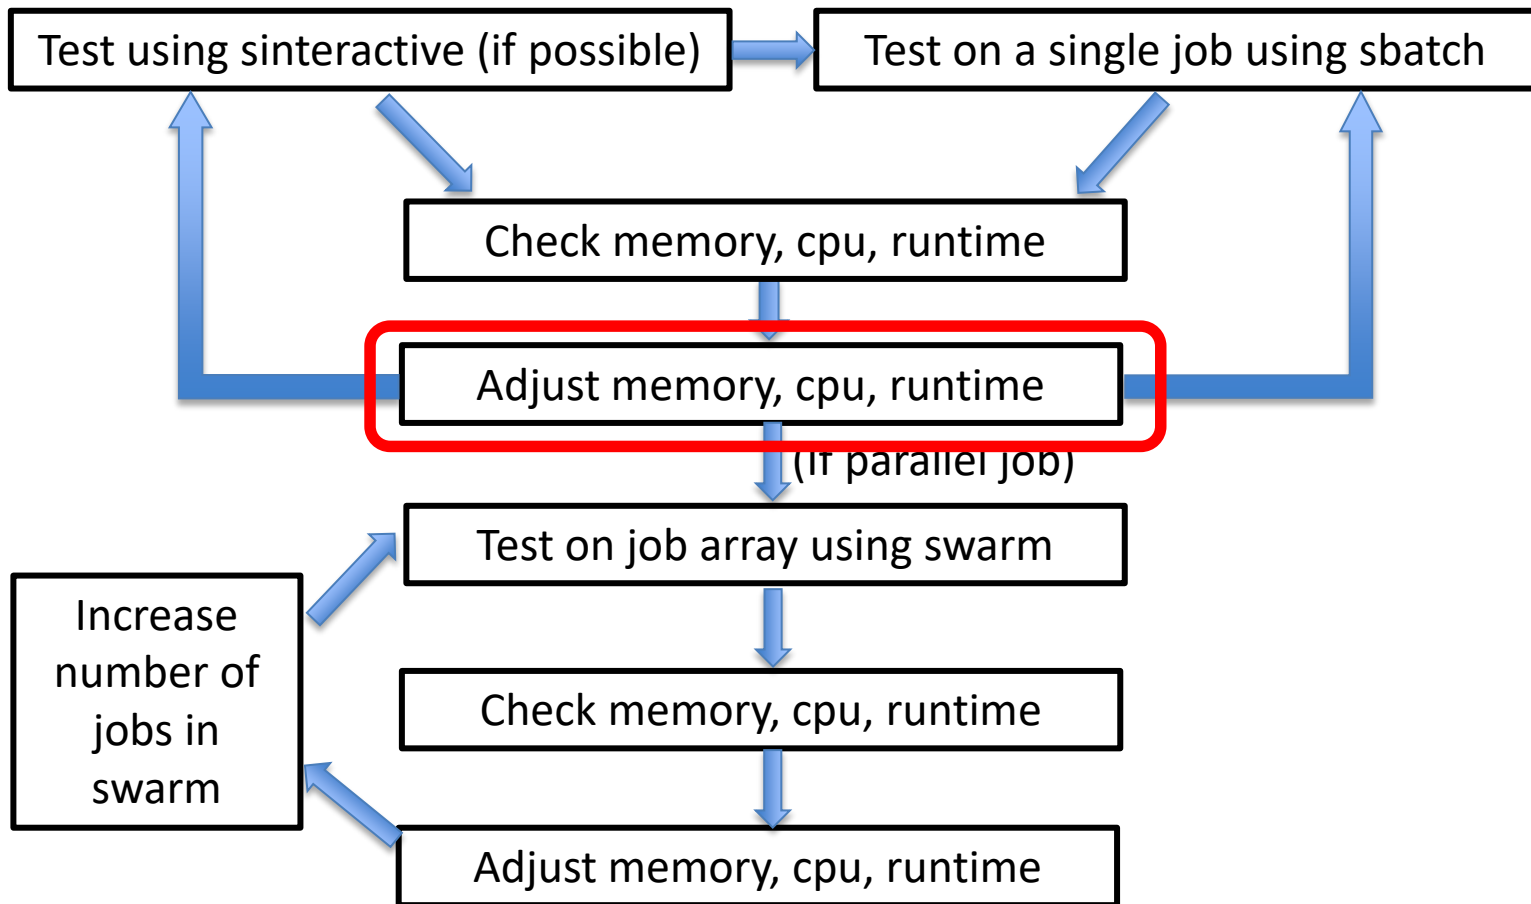 Test using sinteractive (if possible)
Test on a single job using sbatch
Check memory, cpu, runtime
Adjust memory, cpu, runtime
(If parallel job)
Test on job array using swarm
Increase
number of
jobs in
swarm
Check memory, cpu, runtime
Adjust memory, cpu, runtime